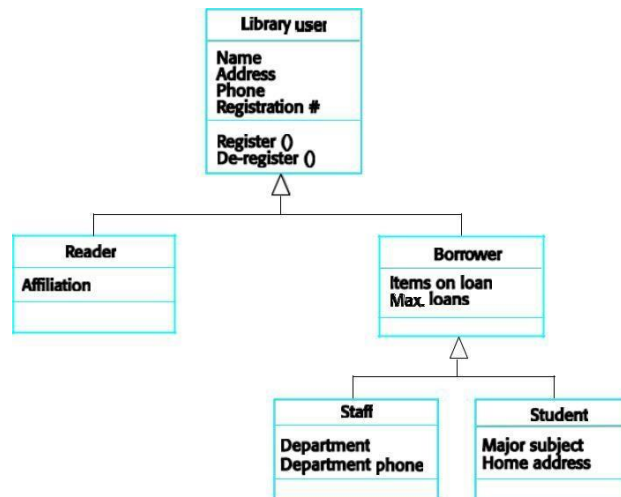 Library user
Name
Address
Phone
Registration #
Register ()
De-register ()
Reader
Affiliation
Borrower
Items on loan
Max. loans
Staff
Department
Department phone
Student
Major subject
Home address